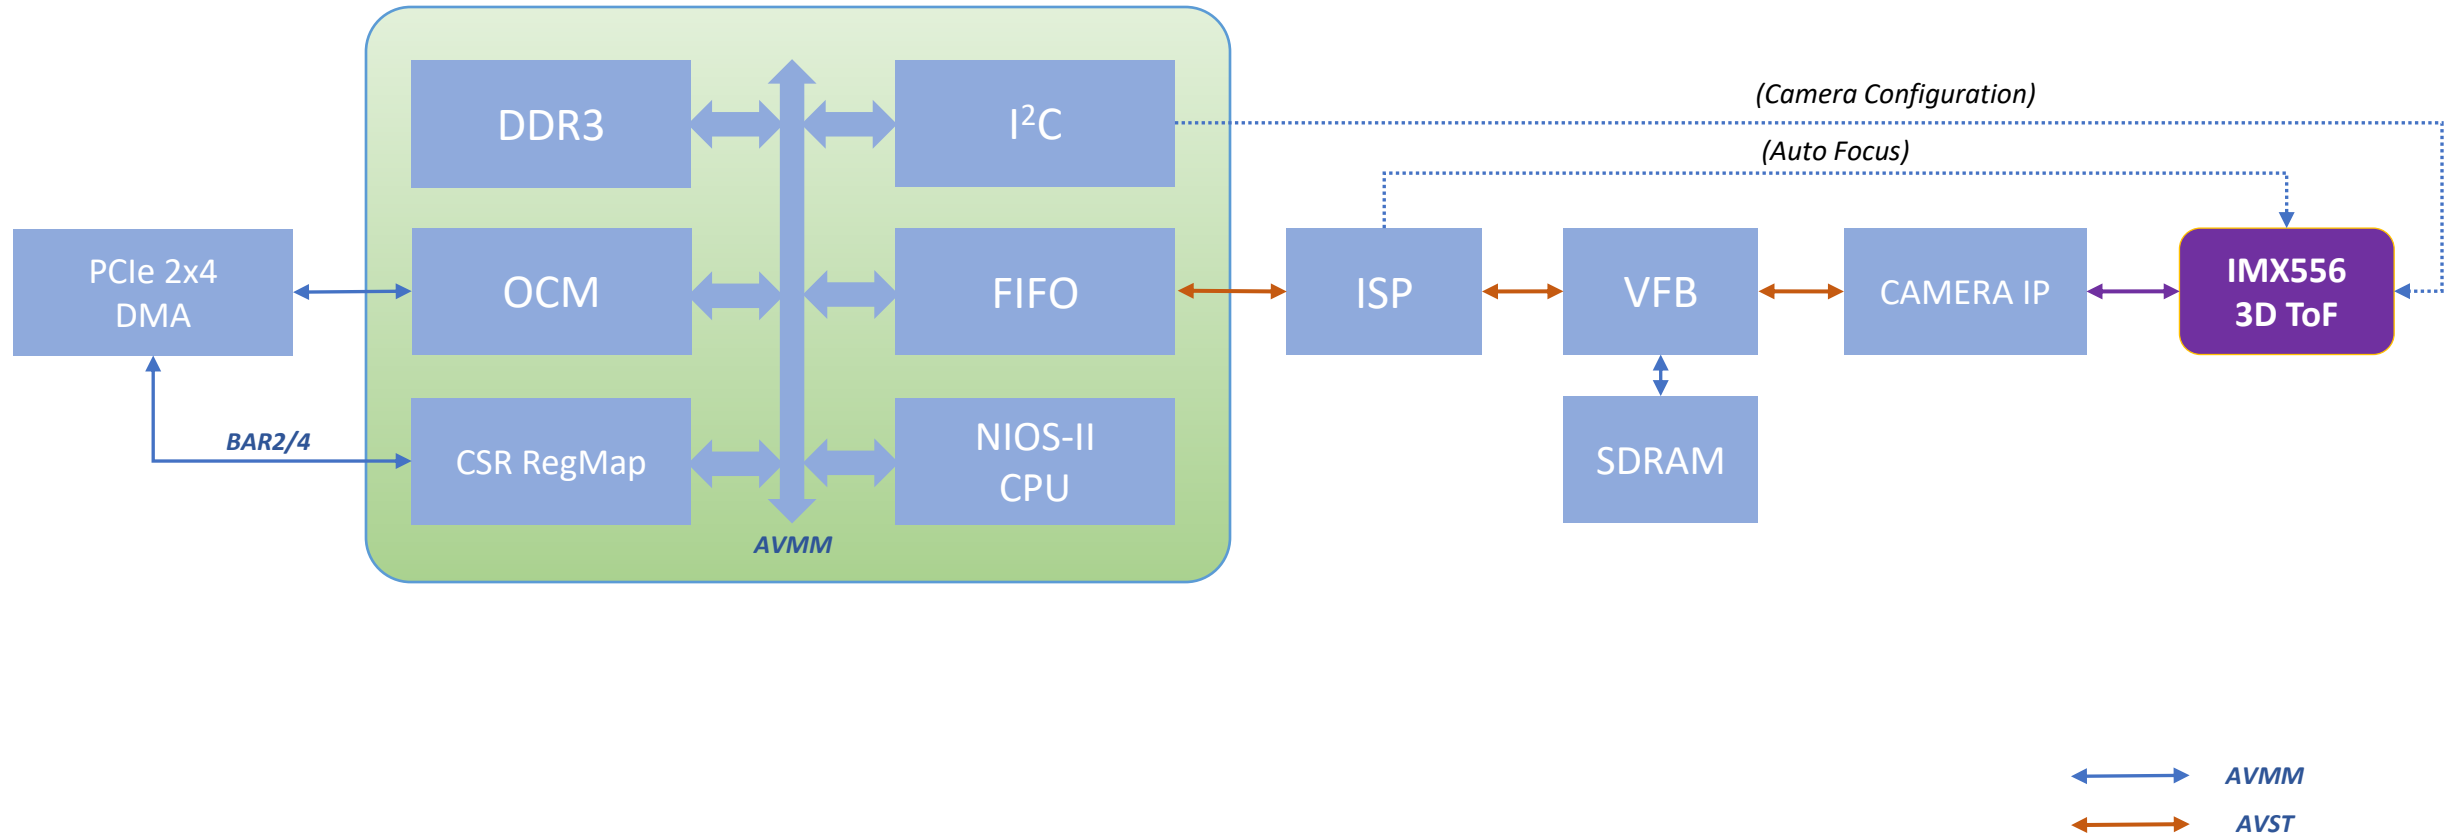 (Camera Configuration)
(Auto Focus)
DDR3
I²C
PCIe 2x4
DMA
OCM
FIFO
ISP
VFB
CAMERA IP
IMX556
3D ToF
BAR2/4
CSR RegMap
NIOS-II
CPU
SDRAM
AVMM
AVMM
AVST